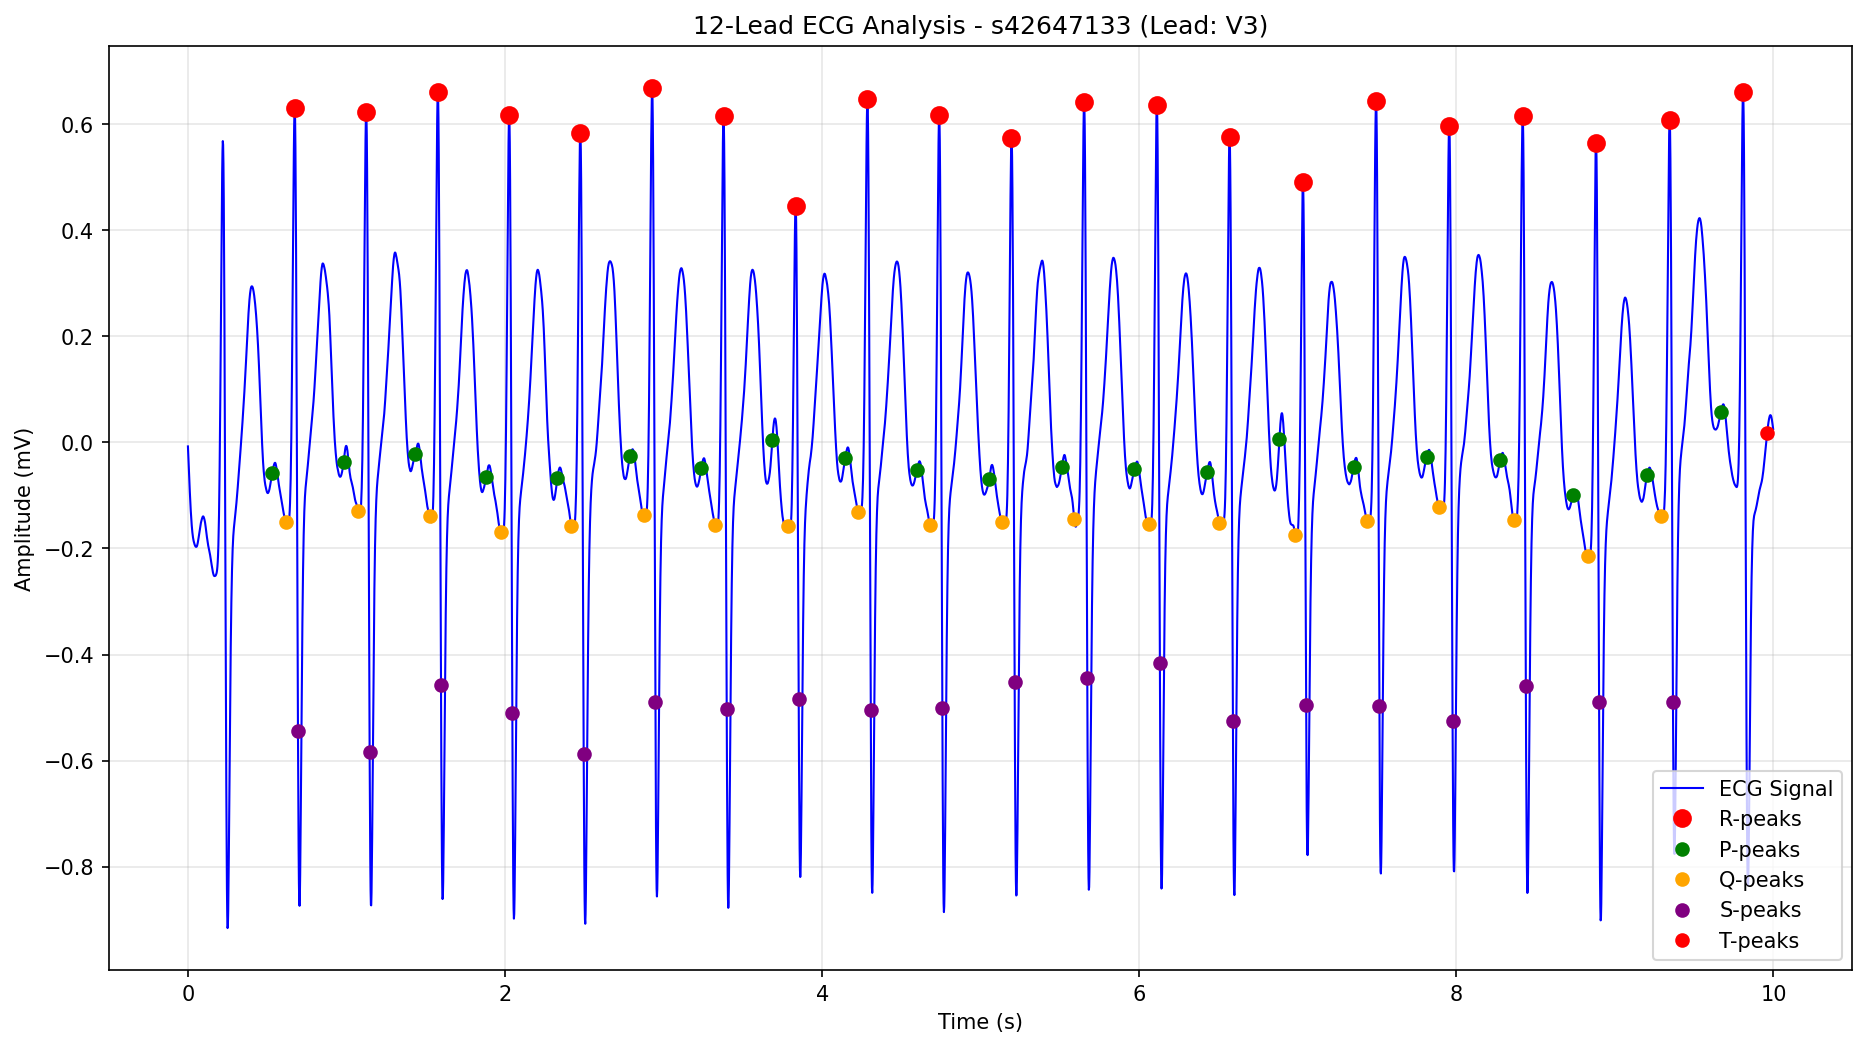 12-Lead ECG Analysis - s42647133 (Lead: V3)
Amplitude (mV)
0.6
0.4
0.2
0.0
−0.2
−0.4
−0.6
−0.8
ECG Signal
R-peaks
P-peaks
Q-peaks
S-peaks
T-peaks
0 2 4 6 8 10
Time (s)